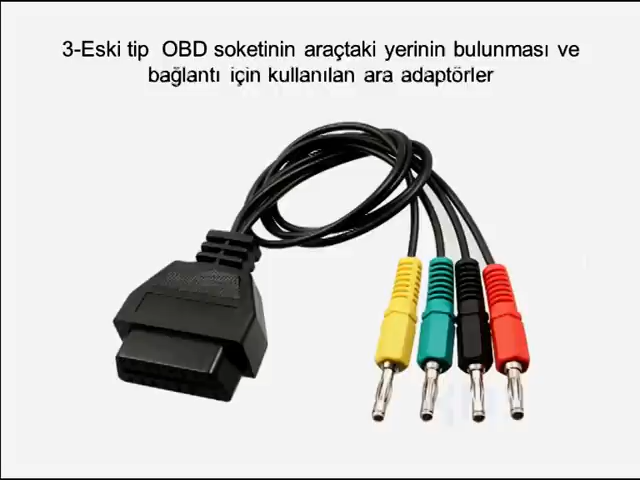 3-Eski tip OBD soketinin araçtaki yerinin bulunması ve
bağlantı için kullanılan ara adaptörler